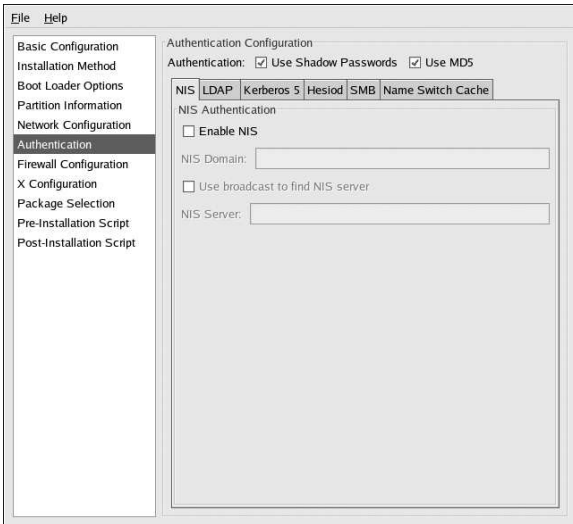 File Help
Basic Configuration
Installation Method
Boot Loader Options
Partition Information
Network Configuration
Authentication
Firewall Configuration
X Configuration
Package Selection
Pre-Installation Script
Post-Installation Script
Authentication Configuration
Authentication: Use Shadow Passwords Use MD5
NIS LDAP Kerberos 5 Hesiod SMB Name Switch Cache
NIS Authentication
Enable NIS
NIS Domain:
Use broadcast to find NIS server
NIS Server: